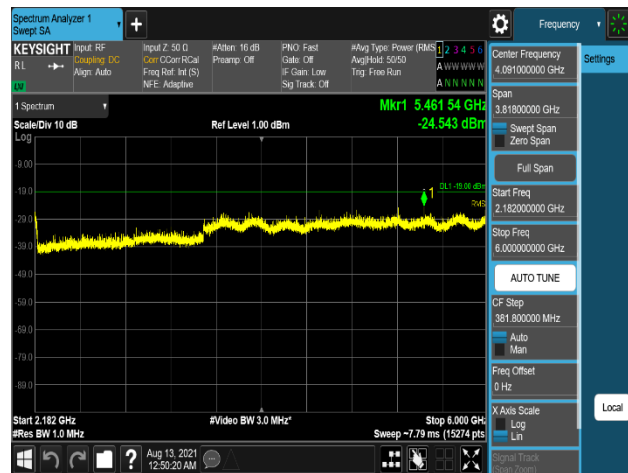 Spectrum Analyzer 1
Swept SA
+
Frequency
KEYSIGHT
RL
Input: RF
Coupling: DC
Align: Auto
Input Z: 50 Ω
Corr CCorr RCal
Freq Ref: Int (S)
NFE: Adaptive
#Atten: 16 dB
Preamp: Off
PNO: Fast
Gate: Off
IF Gain: Low
Sig Track: Off
#Avg Type: Power (RMS
Avg|Hold: 50/50
Trig: Free Run
1 2 3 4 5 6
A W W W W W
A N N N N N
1 Spectrum
Scale/Div 10 dB
Log
Ref Level 1.00 dBm
Mkr1 5.461 54 GHz
-24.543 dBm
-9.00
-19.0
-29.0
-39.0
-49.0
-59.0
-69.0
-79.0
-89.0
DL1 -19.00 dBm
1
RMS
Start 2.182 GHz
#Res BW 1.0 MHz
#Video BW 3.0 MHz*
Stop 6.000 GHz
Sweep ~7.79 ms (15274 pts
Aug 13, 2021
12:50:20 AM
?
Settings
Center Frequency
4.091000000 GHz
Span
3.81800000 GHz
Swept Span
Zero Span
Full Span
Start Freq
2.182000000 GHz
Stop Freq
6.000000000 GHz
AUTO TUNE
CF Step
381.800000 MHz
Auto
Man
Freq Offset
0 Hz
X Axis Scale
Log
Lin
Signal Track
(Span Zoom)
Local